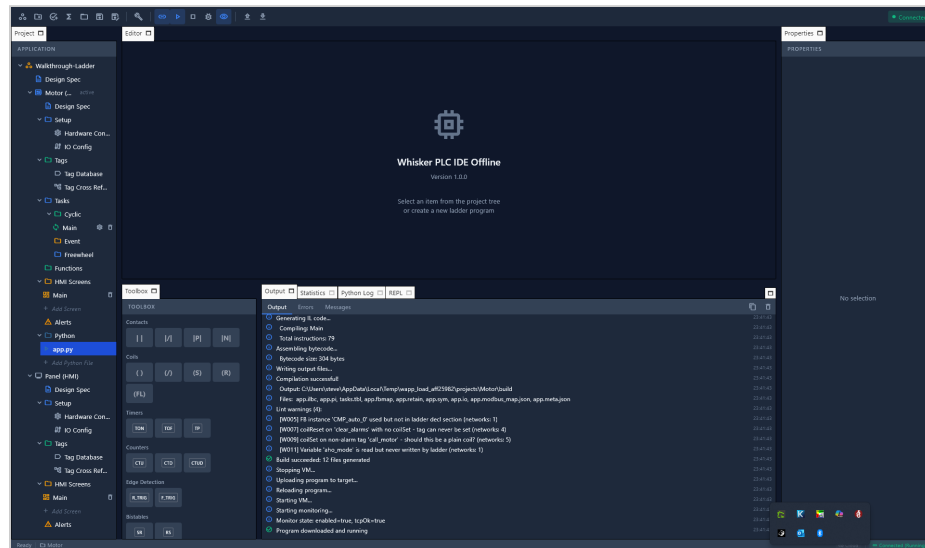 Connected
Project
Editor
Properties
APPLICATION
PROPERTIES
Walkthrough-Ladder
Design Spec
Motor (... active
Design Spec
Setup
Hardware Con...
IO Config
Tags
Tag Database
Tag Cross Ref...
Tasks
Cyclic
Main
Event
Freewheel
Functions
HMI Screens
Main
+ Add Screen
Alerts
Python
app.py
+ Add Python File
Panel (HMI)
Design Spec
Setup
Hardware Con...
IO Config
Tags
Tag Database
Tag Cross Ref...
HMI Screens
Main
+ Add Screen
Alerts
Whisker PLC IDE Offline
Version 1.0.0
Select an item from the project tree
or create a new ladder program
Toolbox
TOOLBOX
Contacts
| | |/| |P| |N|
Coils
( ) (/) (S) (R)
(FL)
Timers
TON TOF TP
Counters
CTU CTD CTUD
Edge Detection
R_TRIG F_TRIG
Bistables
SR RS
Output Statistics Python Log REPL
Output Errors Messages
Generating IL code...
Compiling: Main
Total instructions: 79
Assembling bytecode...
Bytecode size: 304 bytes
Writing output files...
Compilation successful!
Output: C:\Users\steve\AppData\Local\Temp\wapp_load_aff25982\projects\Motor\build
Files: app.ilbc, app.pi, tasks.tbl, app.fbmap, app.retain, app.sym, app.io, app.modbus_map.json, app.meta.json
Lint warnings (4):
[W005] FB instance 'CMP_auto_0' used but not in ladder decl section (networks: 1)
[W007] coilReset on 'clear_alarms' with no coilSet - tag can never be set (networks: 4)
[W009] coilSet on non-alarm tag 'call_motor' - should this be a plain coil? (networks: 5)
[W011] Variable 'aho_mode' is read but never written by ladder (networks: 1)
Build succeeded: 12 files generated
Stopping VM...
Uploading program to target...
Reloading program...
Starting VM...
Starting monitoring...
Monitor state: enabled=true, tcpOk=true
Program downloaded and running
No selection
Ready
Motor